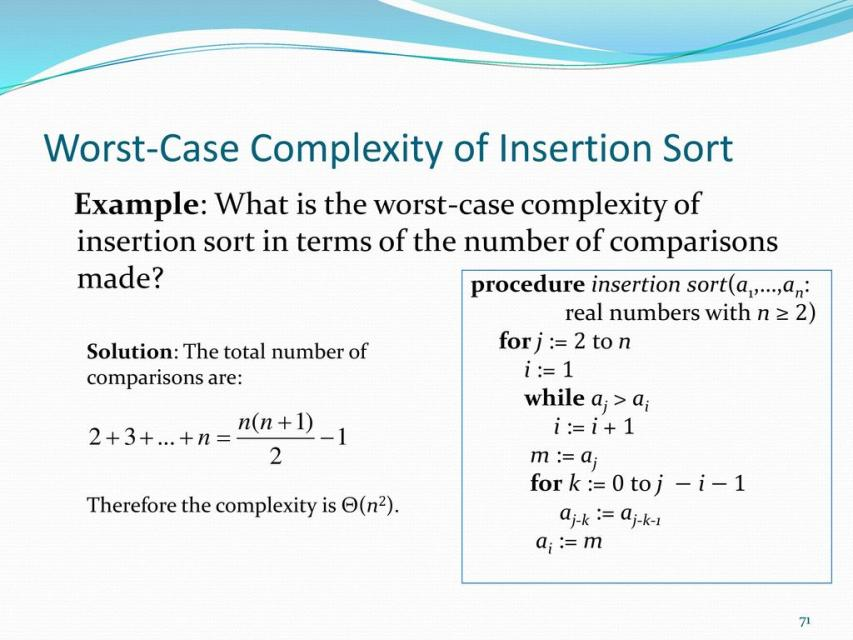 Worst-Case Complexity of Insertion Sort
Example: What is the worst-case complexity of
insertion sort in terms of the number of comparisons
made?
Solution: The total number of
comparisons are:
2 + 3 + ... + n = n(n + 1)/2 − 1
Therefore the complexity is Θ(n²).
procedure insertion sort(a₁,...,aₙ:
real numbers with n ≥ 2)
for j := 2 to n
i := 1
while aⱼ > aᵢ
i := i + 1
m := aⱼ
for k := 0 to j − i − 1
a_{j-k} := a_{j-k-1}
aᵢ := m
71